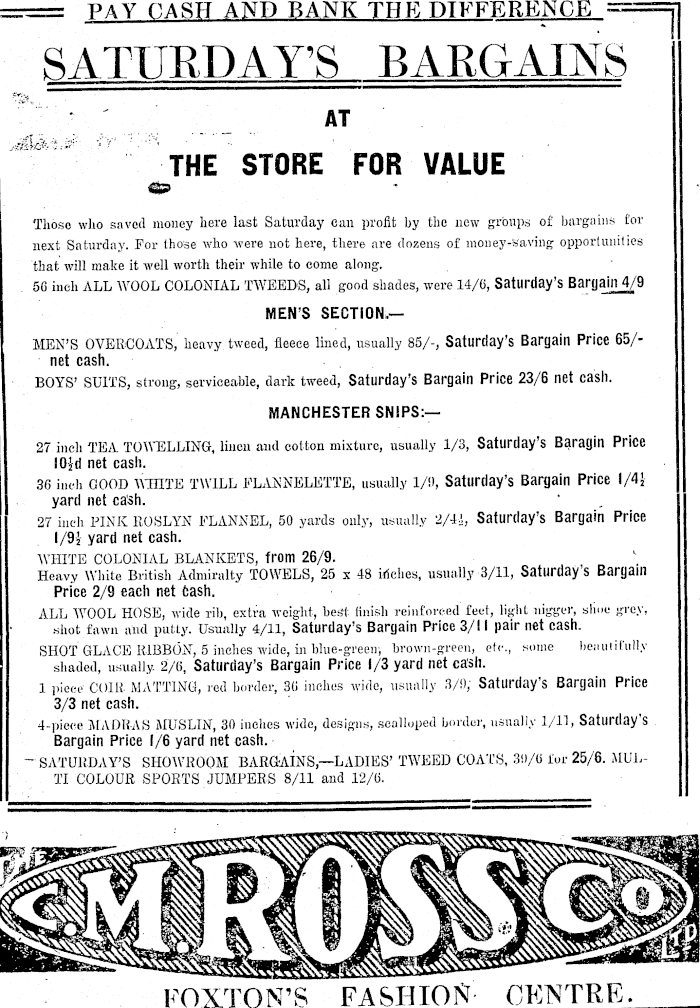 PAY CASH AND BANK THE DIFFERENCE
SATURDAY'S BARGAINS
AT
THE STORE FOR VALUE
Those who saved money here last Saturday can profit by the new groups of bargains for
next Saturday. For those who were not here, there are dozens of money-saving opportunities
that will make it well worth their while to come along.
56 inch ALL WOOL COLONIAL TWEEDS, all good shades, were 14/6, Saturday's Bargain 4/9
MEN'S SECTION.—
MEN'S OVERCOATS, heavy tweed, fleece lined, usually 85/-, Saturday's Bargain Price 65/-
net cash.
BOYS' SUITS, strong, serviceable, dark tweed, Saturday's Bargain Price 23/6 net cash.
MANCHESTER SNIPS:—
27 inch TEA TOWELLING, linen and cotton mixture, usually 1/3, Saturday's Baragin Price
10½d net cash.
36 inch GOOD WHITE TWILL FLANNELETTE, usually 1/9, Saturday's Bargain Price 1/4½
yard net cash.
27 inch PINK ROSLYN FLANNEL, 50 yards only, usually 2/4½, Saturday's Bargain Price
1/9½ yard net cash.
WHITE COLONIAL BLANKETS, from 26/9.
Heavy White British Admiralty TOWELS, 25 x 48 inches, usually 3/11, Saturday's Bargain
Price 2/9 each net cash.
ALL WOOL HOSE, wide rib, extra weight, best finish reinforced feet, light nigger, shoe grey,
shot fawn and putty. Usually 4/11, Saturday's Bargain Price 3/11 pair net cash.
SHOT GLACE RIBBON, 5 inches wide, in blue-green, brown-green, etc., some beautifully
shaded, usually 2/6, Saturday's Bargain Price 1/3 yard net cash.
1 piece COIR MATTING, red border, 36 inches wide, usually 3/9, Saturday's Bargain Price
3/3 net cash.
4-piece MADRAS MUSLIN, 30 inches wide, designs, scalloped border, usually 1/11, Saturday's
Bargain Price 1/6 yard net cash.
SATURDAY'S SHOWROOM BARGAINS,—LADIES' TWEED COATS, 39/6 for 25/6. MUL-
TI COLOUR SPORTS JUMPERS 8/11 and 12/6.
THE C.M. ROSS Co LTD
FOXTON'S FASHION CENTRE.